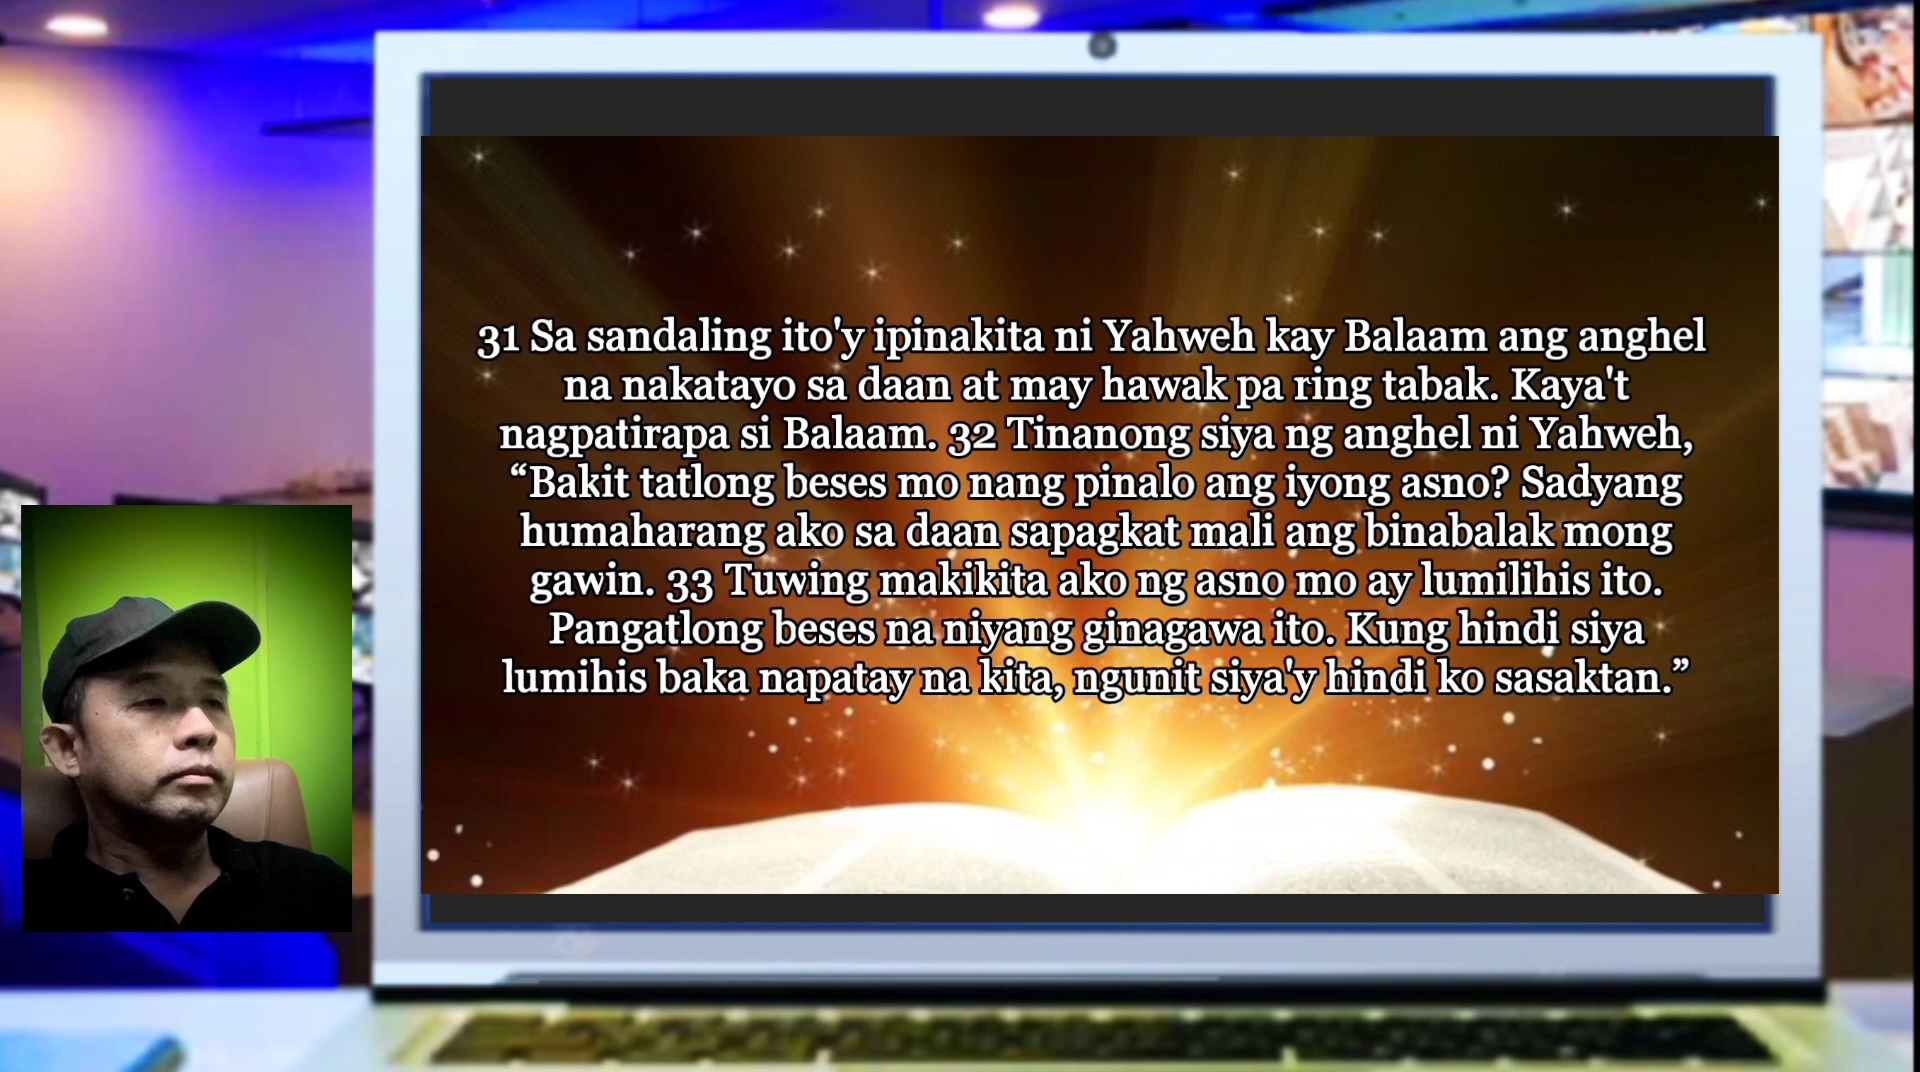 31 Sa sandaling ito'y ipinakita ni Yahweh kay Balaam ang anghel
na nakatayo sa daan at may hawak pa ring tabak. Kaya't
nagpatirapa si Balaam. 32 Tinanong siya ng anghel ni Yahweh,
“Bakit tatlong beses mo nang pinalo ang iyong asno? Sadyang
humaharang ako sa daan sapagkat mali ang binabalak mong
gawin. 33 Tuwing makikita ako ng asno mo ay lumilihis ito.
Pangatlong beses na niyang ginagawa ito. Kung hindi siya
lumihis baka napatay na kita, ngunit siya'y hindi ko sasaktan.”